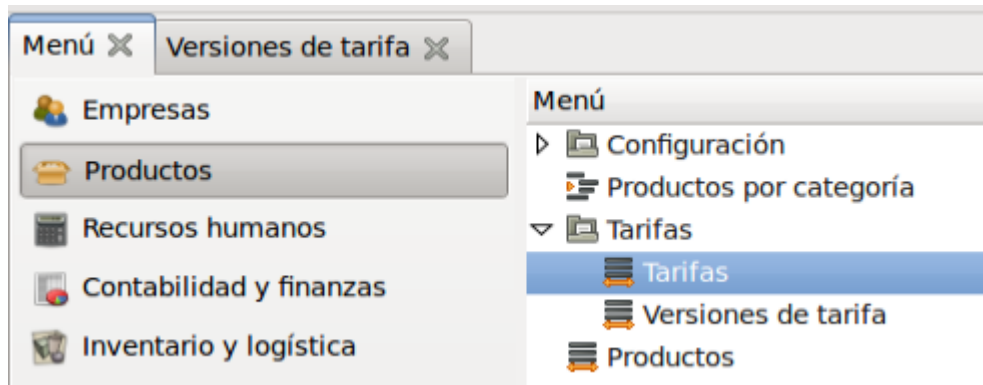 Menú
Versiones de tarifa
Empresas
Productos
Recursos humanos
Contabilidad y finanzas
Inventario y logística
Menú
Configuración
Productos por categoría
Tarifas
Tarifas
Versiones de tarifa
Productos